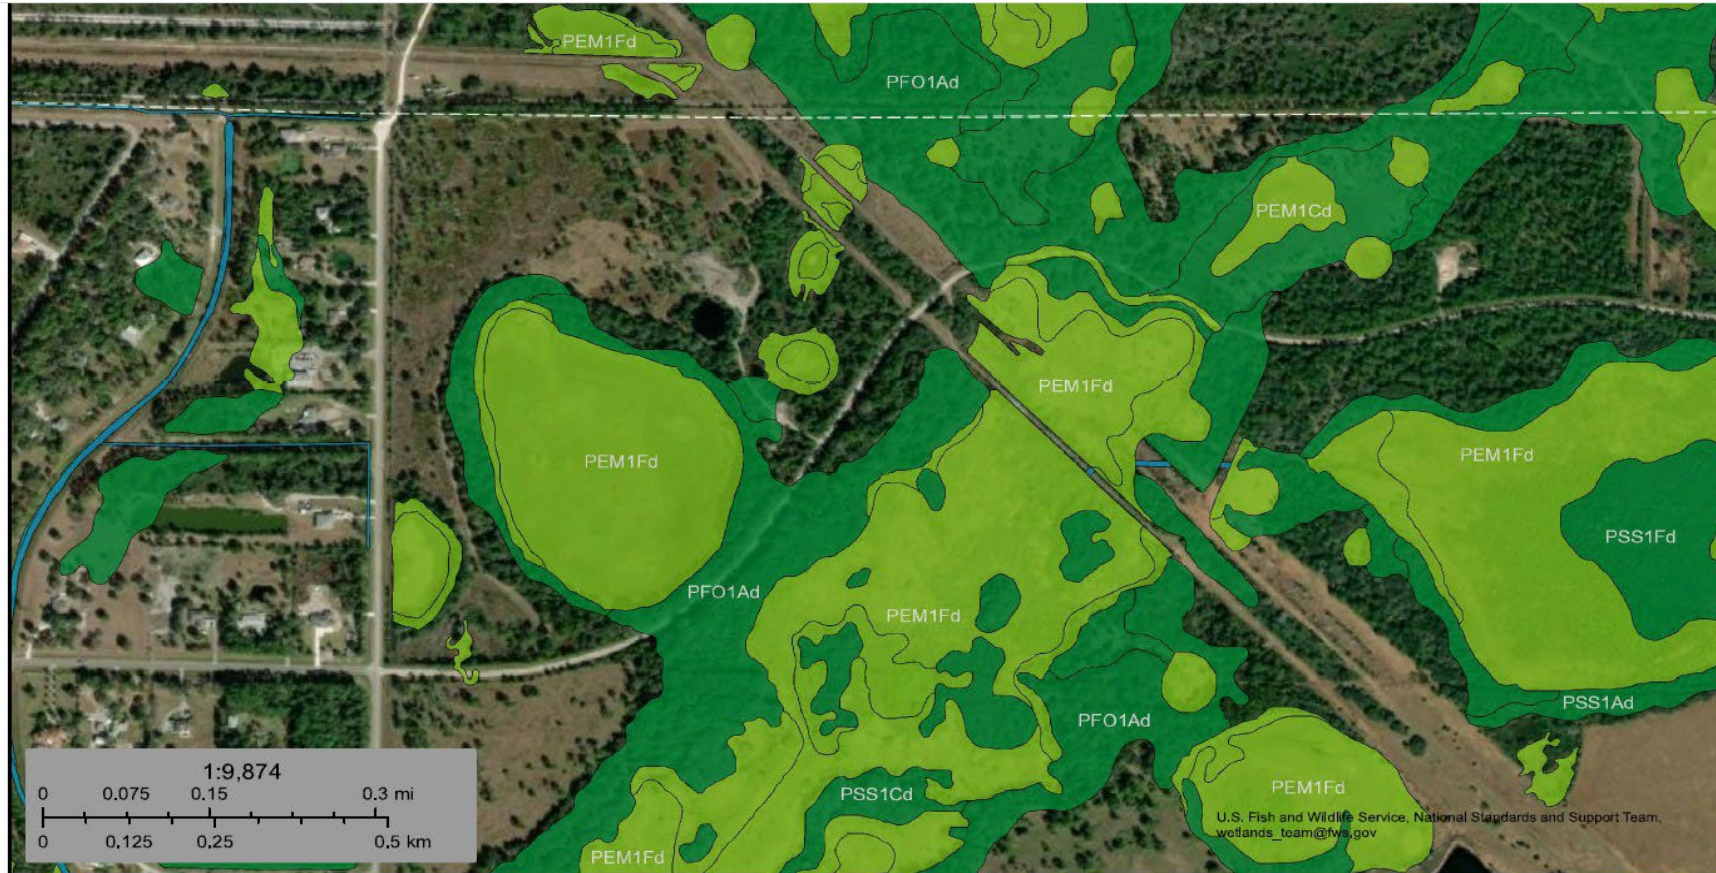 PEM1Fd
PFO1Ad
PEM1Cd
PEM1Fd
PEM1Fd
PEM1Fd
PSS1Fd
PFO1Ad
PEM1Fd
PSS1Ad
PFO1Ad
1:9,874
0 0.075 0.15 0.3 mi
0 0.125 0.25 0.5 km
PSS1Cd
PEM1Fd
PEM1Fd
U.S. Fish and Wildlife Service, National Standards and Support Team,
wetlands_team@fws.gov